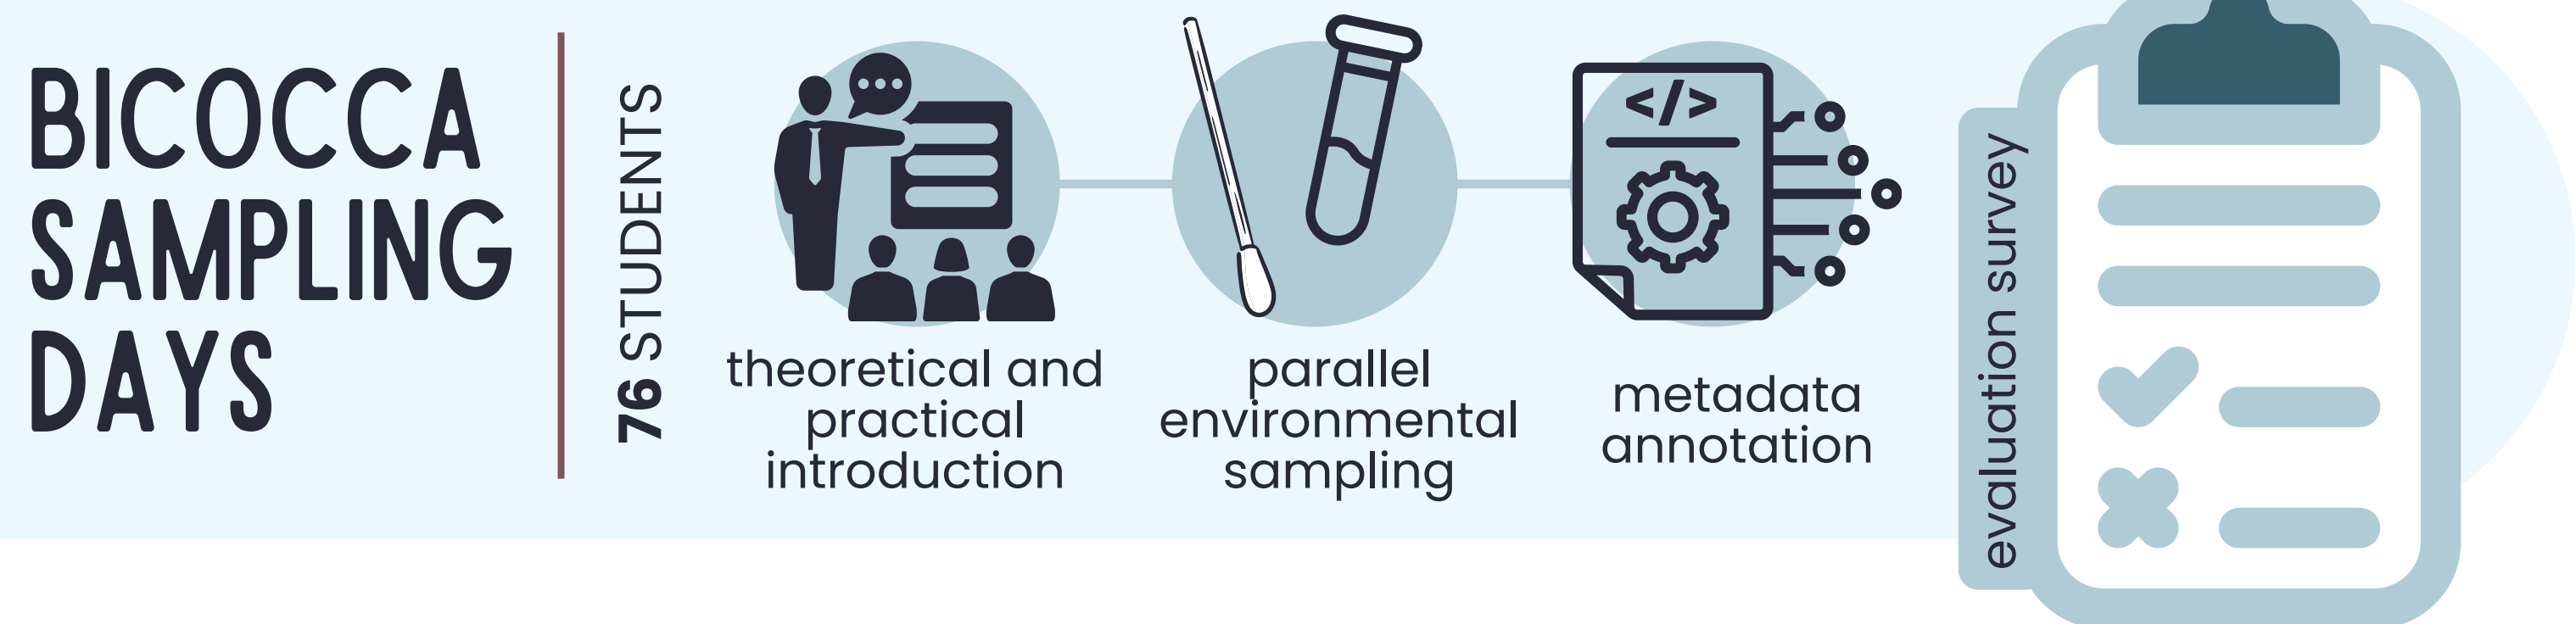 BICOCCA
SAMPLING
DAYS
76 STUDENTS
theoretical and
practical
introduction
parallel
environmental
sampling
</>
metadata
annotation
evaluation survey